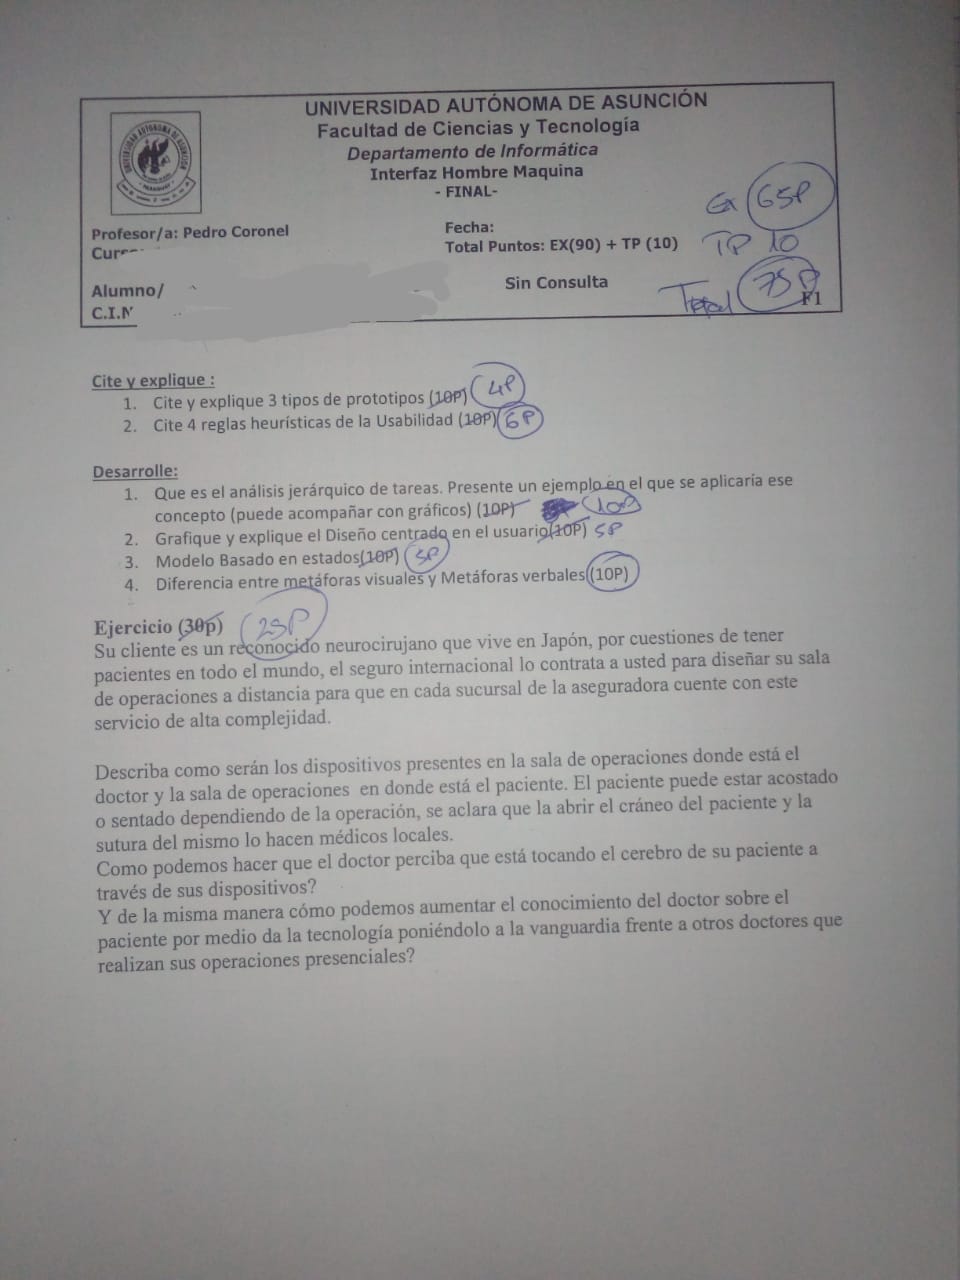 UNIVERSIDAD AUTÓNOMA DE ASUNCIÓN
Facultad de Ciencias y Tecnología
Departamento de Informática
Interfaz Hombre Maquina
- FINAL-
Ex 65P
Profesor/a: Pedro Coronel
Fecha:
Total Puntos: EX(90) + TP (10)
TP 10
Sin Consulta
Alumno/
Total 75P
F1
UNIVERSIDAD AUTONOMA DE ASUNCION
PARAGUAY
Cite y explique :
1. Cite y explique 3 tipos de prototipos (10P) 4P
2. Cite 4 reglas heurísticas de la Usabilidad (10P) 6P
Desarrolle:
1. Que es el análisis jerárquico de tareas. Presente un ejemplo en el que se aplicaría ese
concepto (puede acompañar con gráficos) (10P) 10P
2. Grafique y explique el Diseño centrado en el usuario(10P) 5P
3. Modelo Basado en estados(10P) 5P
4. Diferencia entre metáforas visuales y Metáforas verbales(10P)
Ejercicio (30p) 25P
Su cliente es un reconocido neurocirujano que vive en Japón, por cuestiones de tener
pacientes en todo el mundo, el seguro internacional lo contrata a usted para diseñar su sala
de operaciones a distancia para que en cada sucursal de la aseguradora cuente con este
servicio de alta complejidad.
Describa como serán los dispositivos presentes en la sala de operaciones donde está el
doctor y la sala de operaciones en donde está el paciente. El paciente puede estar acostado
o sentado dependiendo de la operación, se aclara que la abrir el cráneo del paciente y la
sutura del mismo lo hacen médicos locales.
Como podemos hacer que el doctor perciba que está tocando el cerebro de su paciente a
través de sus dispositivos?
Y de la misma manera cómo podemos aumentar el conocimiento del doctor sobre el
paciente por medio da la tecnología poniéndolo a la vanguardia frente a otros doctores que
realizan sus operaciones presenciales?